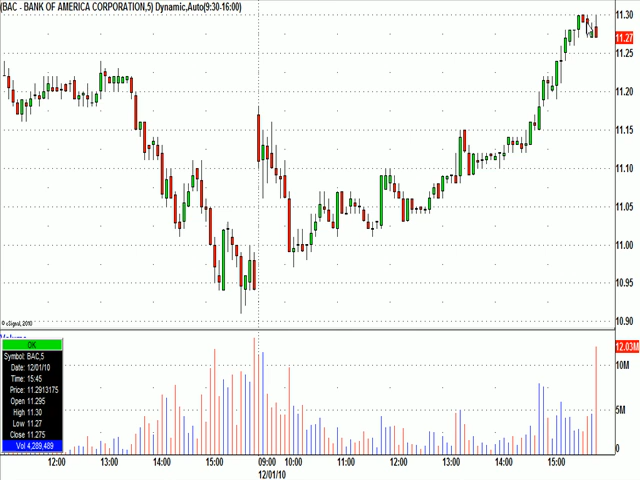 (BAC - BANK OF AMERICA CORPORATION,5) Dynamic,Auto(9:30-16:00)
11.30
11.27
11.25
11.20
11.15
11.10
11.05
11.00
10.95
10.90
© eSignal, 2010
Volume
OK
Symbol: BAC,5
Date: 12/01/10
Time: 15:45
Price: 11.2913175
Open 11.295
High 11.30
Low 11.27
Close 11.275
Vol 4,289,489
12.03M
10M
5M
0
12:00 13:00 14:00 15:00 09:00 10:00 11:00 12:00 13:00 14:00 15:00
12/01/10